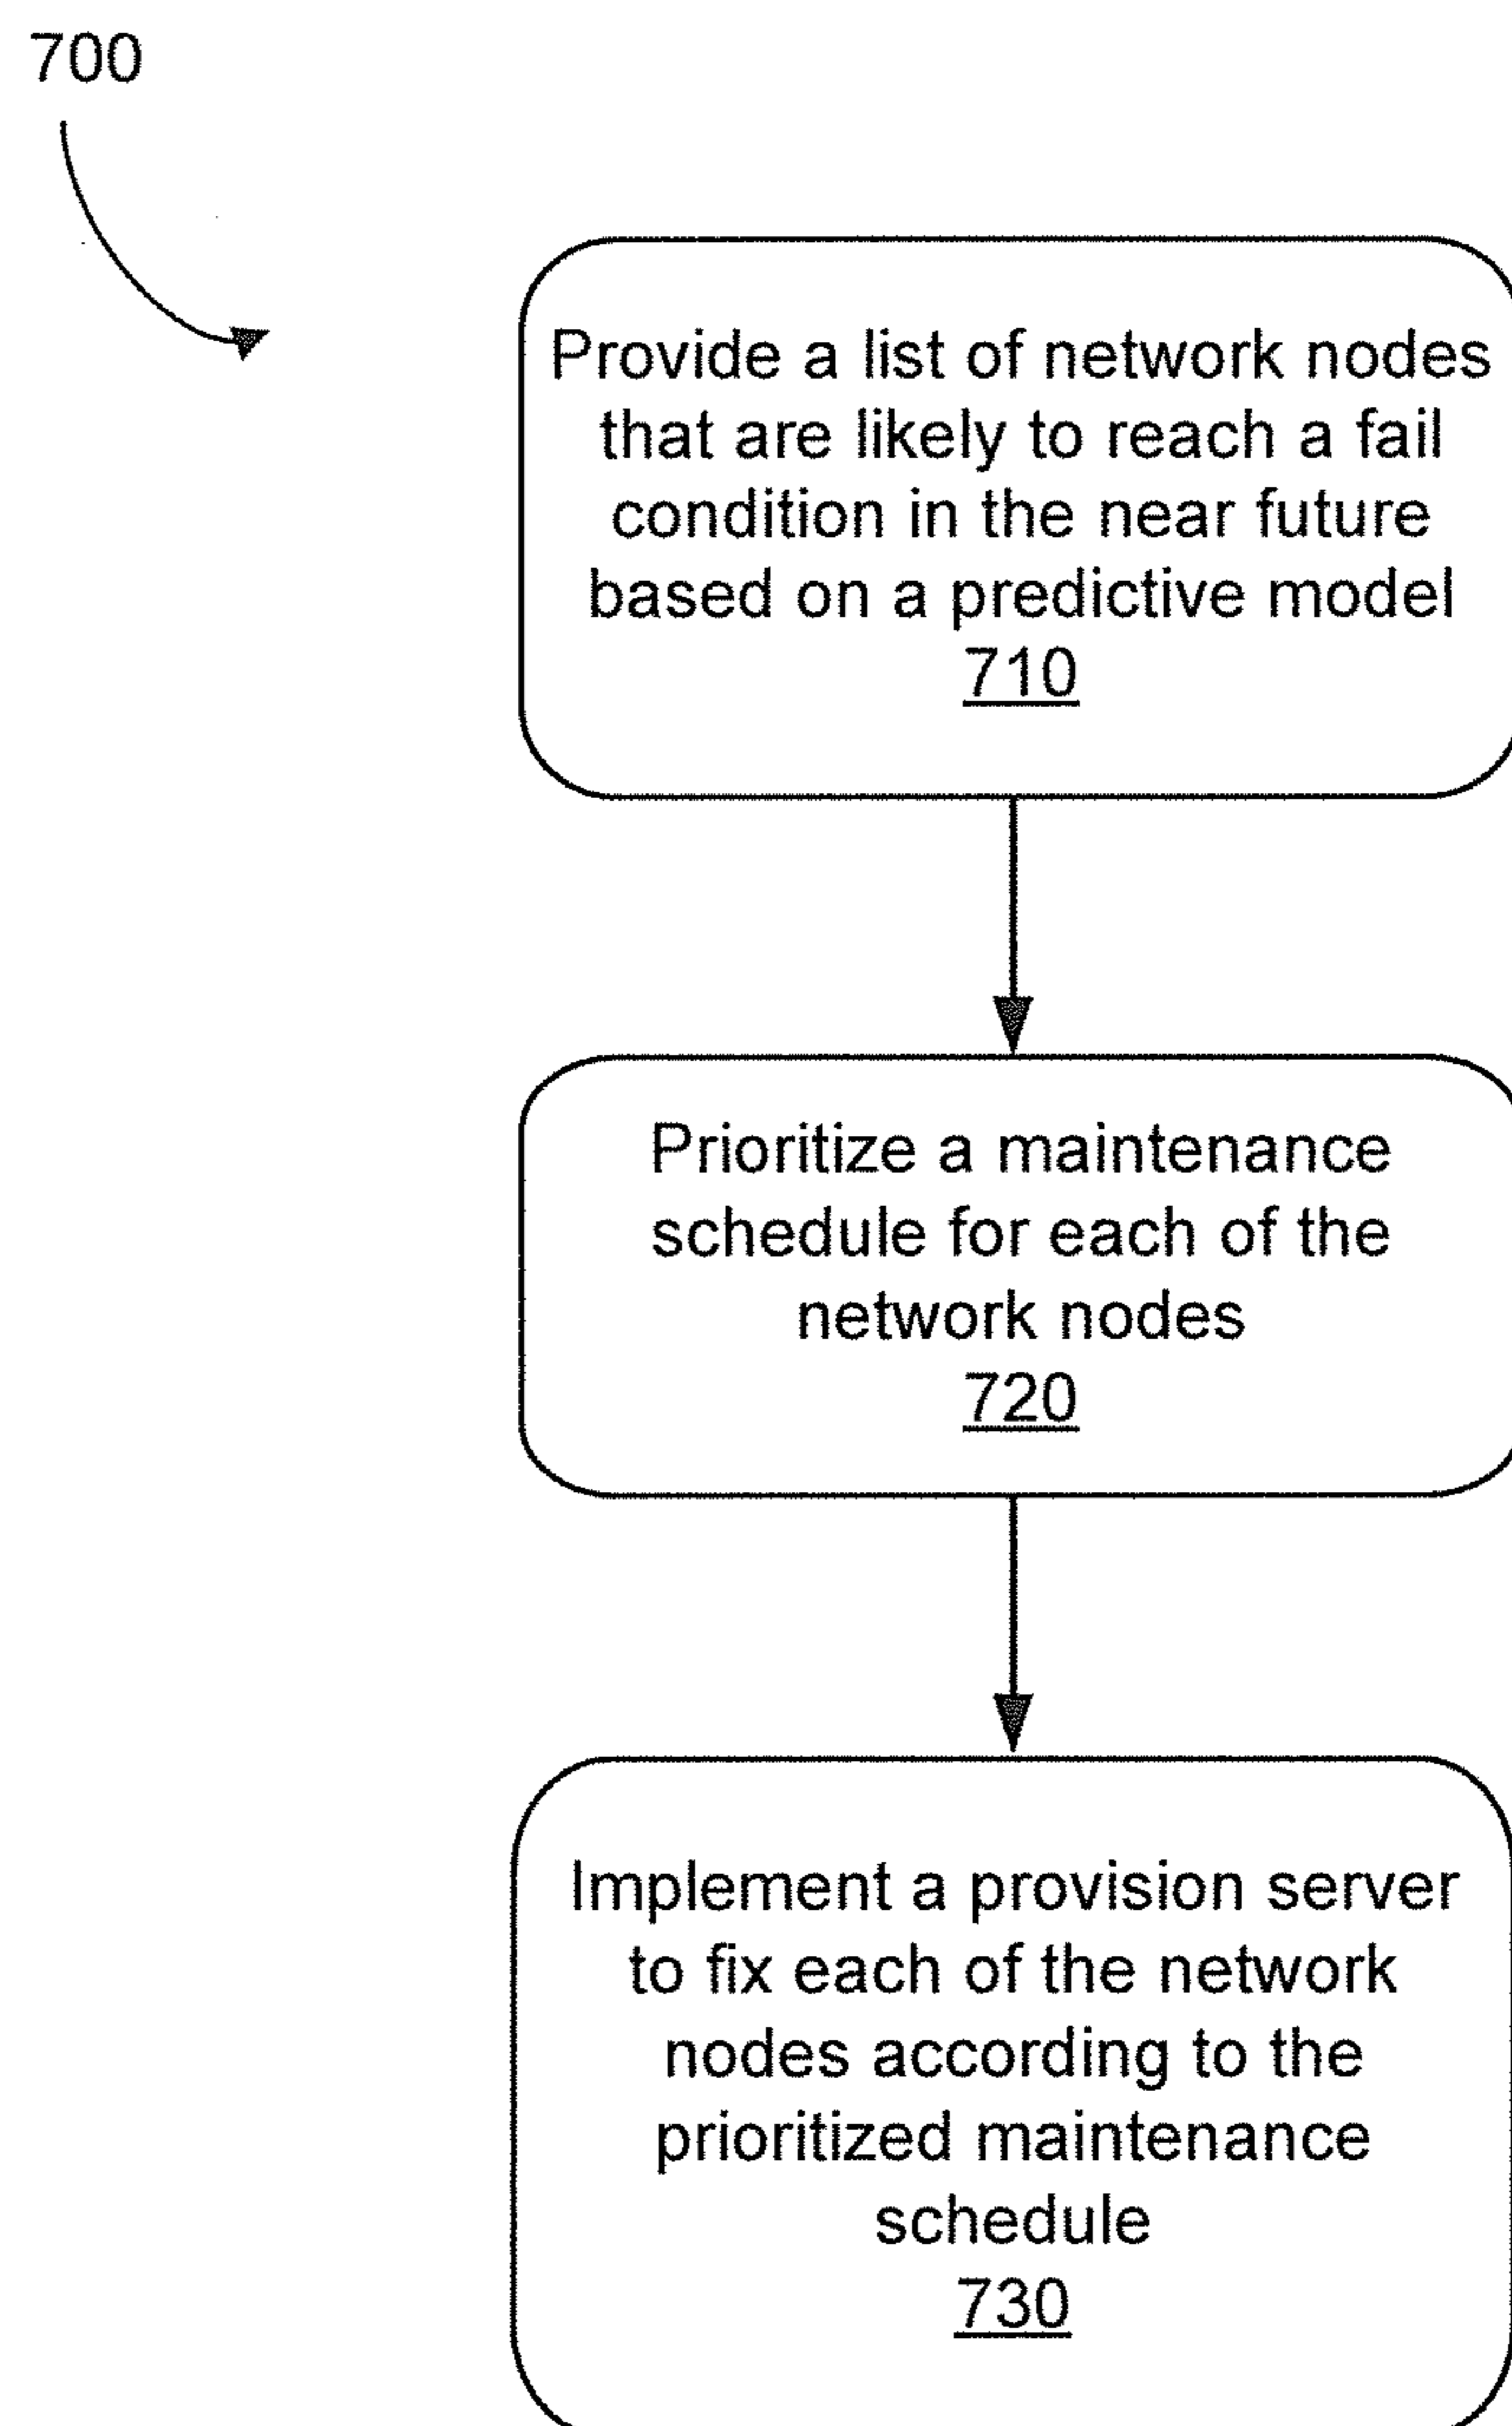 700
Provide a list of network nodes
that are likely to reach a fail
condition in the near future
based on a predictive model
710
Prioritize a maintenance
schedule for each of the
network nodes
720
Implement a provision server
to fix each of the network
nodes according to the
prioritized maintenance
schedule
730